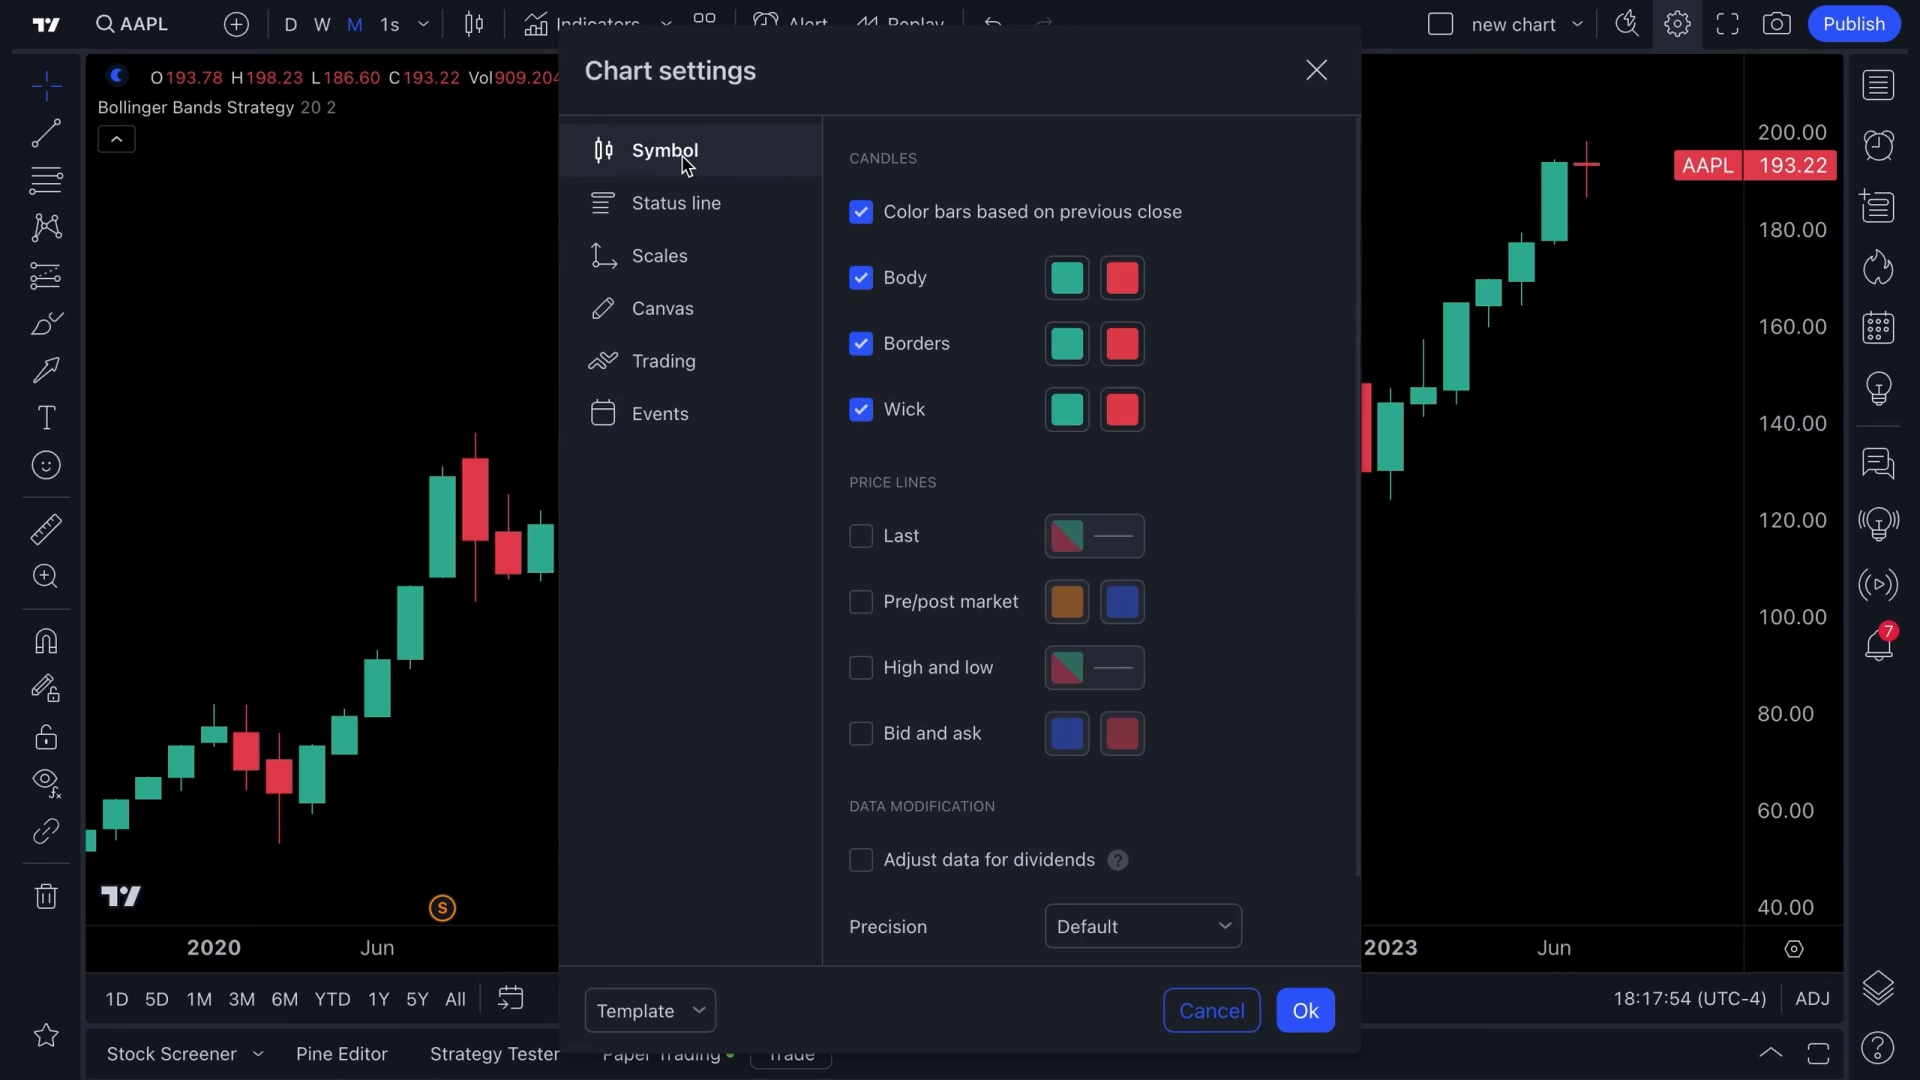 AAPL D W M 1s Indicators Alert Replay new chart Publish
O193.78 H198.23 L186.60 C193.22 Vol909.204
Bollinger Bands Strategy 20 2
Chart settings
Symbol
Status line
Scales
Canvas
Trading
Events
CANDLES
Color bars based on previous close
Body
Borders
Wick
PRICE LINES
Last
Pre/post market
High and low
Bid and ask
DATA MODIFICATION
Adjust data for dividends ?
Precision Default
Template Cancel Ok
200.00
AAPL 193.22
180.00
160.00
140.00
120.00
100.00
80.00
60.00
40.00
7
S
2020 Jun 2023 Jun
1D 5D 1M 3M 6M YTD 1Y 5Y All 18:17:54 (UTC-4) ADJ
Stock Screener Pine Editor Strategy Tester Paper Trading Trade